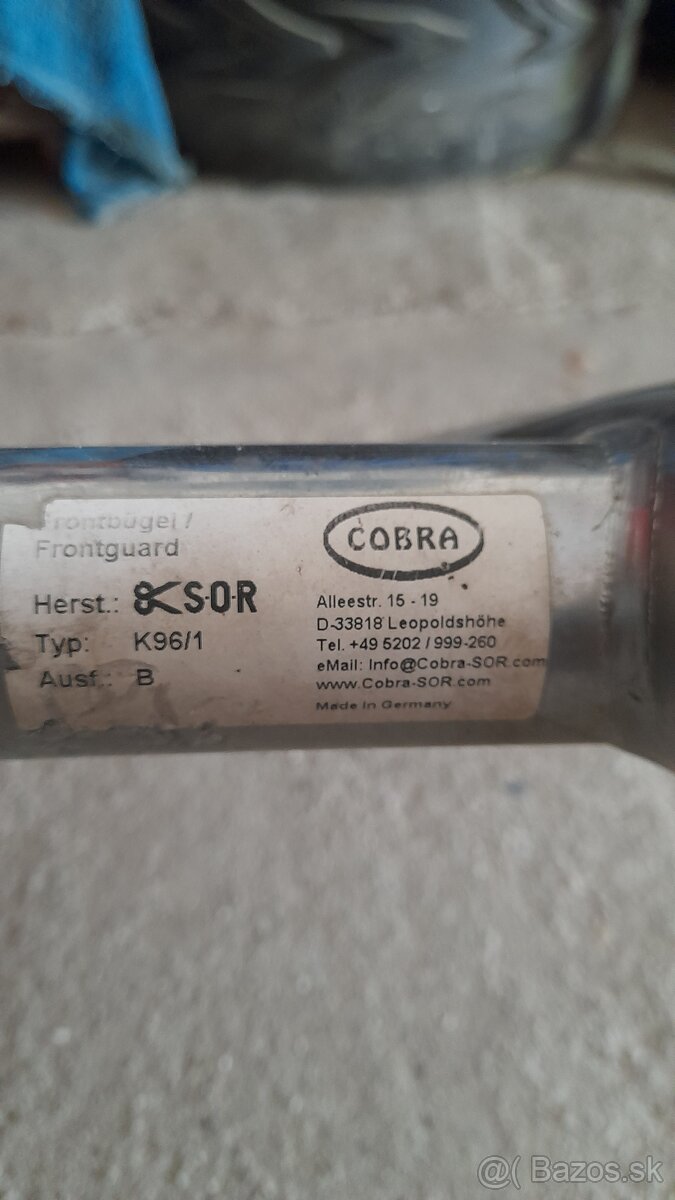 Frontbügel /
Frontguard
Herst.: S·O·R
Typ: K96/1
Ausf.: B
COBRA
Alleestr. 15 - 19
D-33818 Leopoldshöhe
Tel. +49 5202 / 999-260
eMail: Info@Cobra-SOR.com
www.Cobra-SOR.com
Made in Germany
@( Bazos.sk